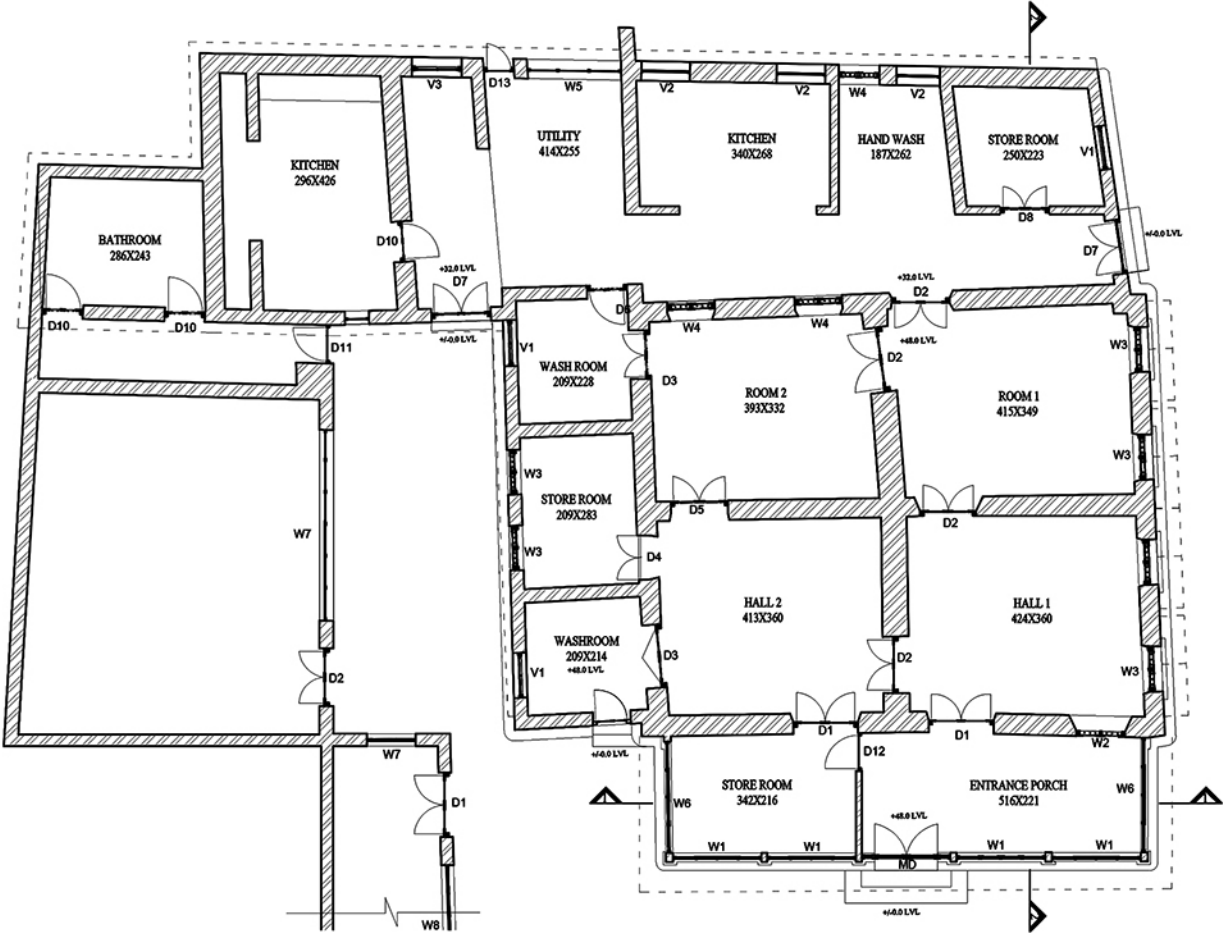 V3
D13
W5
V2
V2
W4
V2
UTILITY
414X255
KITCHEN
340X268
HAND WASH
187X262
STORE ROOM
250X223
V1
KITCHEN
296X426
D8
BATHROOM
286X243
D10
+32.0 LVL
D7
+32.0 LVL
D2
D7
+/-0.0 LVL
D10
D10
D6
W4
W4
+/-0.0 LVL
+48.0 LVL
D11
V1
WASH ROOM
209X228
D3
D2
W3
ROOM 2
393X332
ROOM 1
415X349
W3
W3
STORE ROOM
209X283
D5
D2
W7
W3
D4
HALL 2
413X360
HALL 1
424X360
WASHROOM
209X214
+48.0 LVL
V1
D3
D2
W3
D2
D1
D1
W2
W7
+/-0.0 LVL
D12
STORE ROOM
342X216
ENTRANCE PORCH
516X221
W6
W6
D1
+48.0 LVL
W1
W1
W1
W1
MD
W8
+/-0.0 LVL